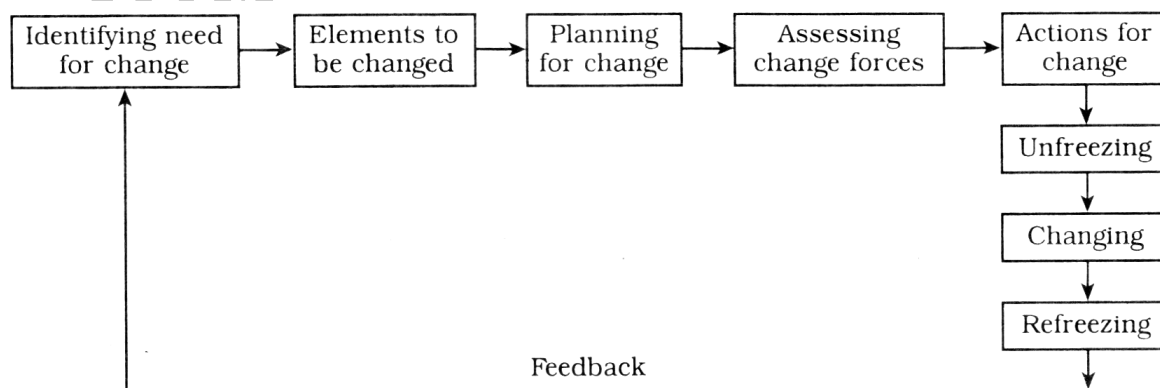 Identifying need
for change
Elements to
be changed
Planning
for change
Assessing
change forces
Actions for
change
Unfreezing
Changing
Refreezing
Feedback